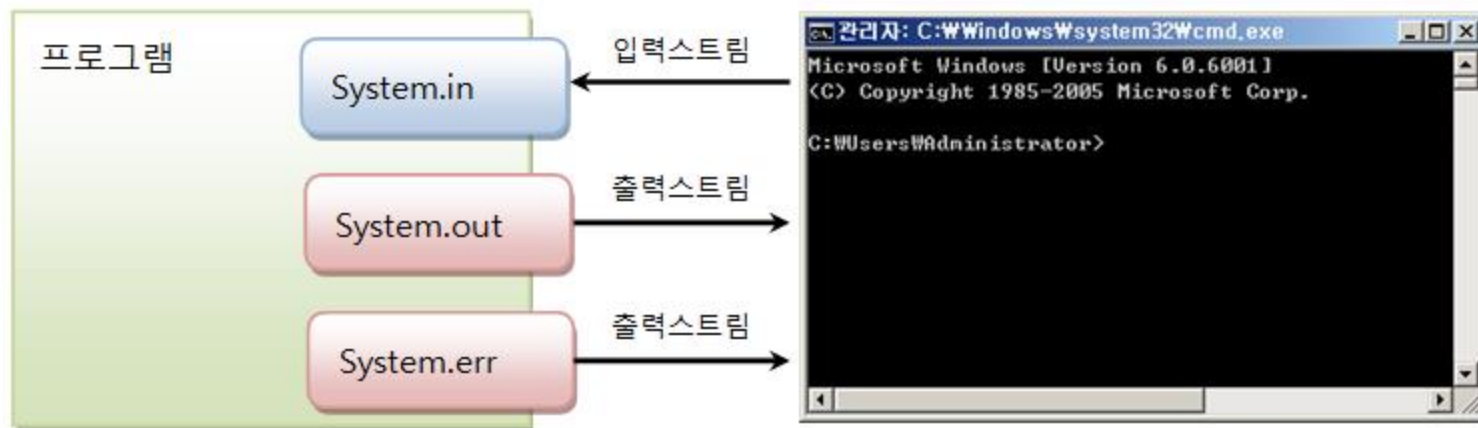 프로그램
System.in
입력스트림
System.out
출력스트림
System.err
출력스트림
관리자: C:₩Windows₩system32₩cmd.exe
Microsoft Windows [Version 6.0.6001]
(C) Copyright 1985-2005 Microsoft Corp.
C:₩Users₩Administrator>